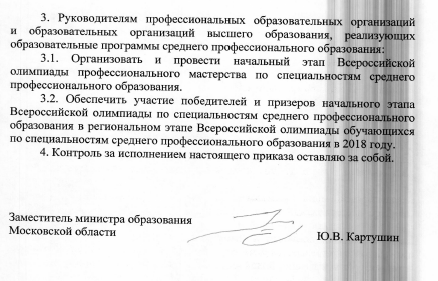 3. Руководителям профессиональных образовательных организаций
и образовательных организаций высшего образования, реализующих
образовательные программы среднего профессионального образования:
3.1. Организовать и провести начальный этап Всероссийской
олимпиады профессионального мастерства по специальностям среднего
профессионального образования.
3.2. Обеспечить участие победителей и призеров начального этапа
Всероссийской олимпиады по специальностям среднего профессионального
образования в региональном этапе Всероссийской олимпиады обучающихся
по специальностям среднего профессионального образования в 2018 году.
4. Контроль за исполнением настоящего приказа оставляю за собой.
Заместитель министра образования
Московской области
Ю.В. Картушин